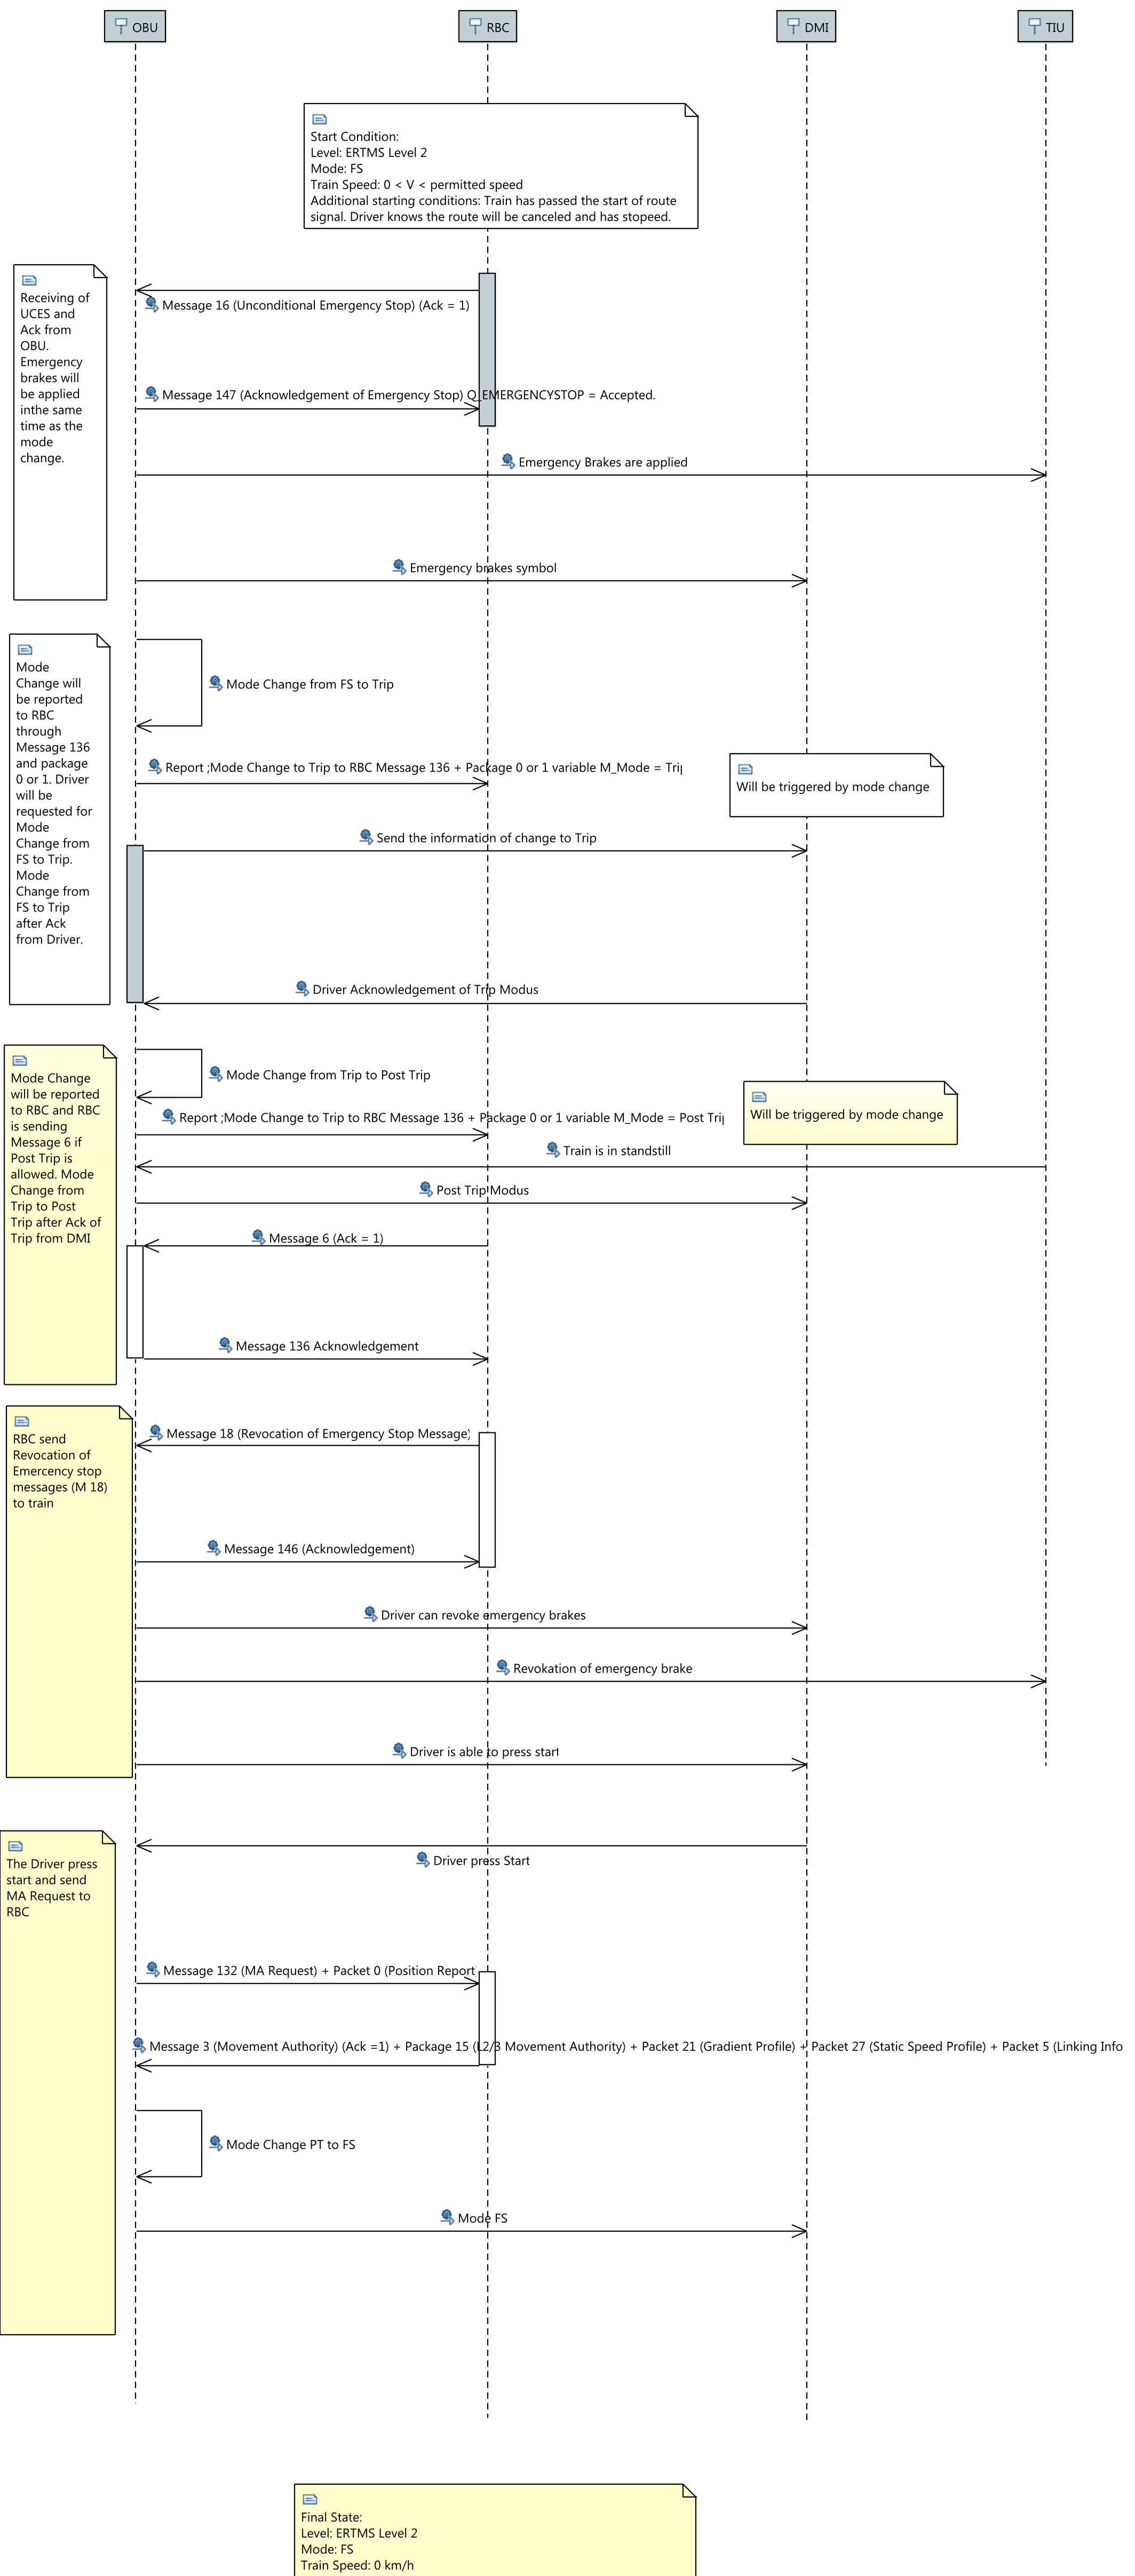 OBU
RBC
DMI
TIU
Start Condition:
Level: ERTMS Level 2
Mode: FS
Train Speed: 0 < V < permitted speed
Additional starting conditions: Train has passed the start of route
signal. Driver knows the route will be canceled and has stopeed.
Receiving of
UCES and
Ack from
OBU.
Emergency
brakes will
be applied
inthe same
time as the
mode
change.
Message 16 (Unconditional Emergency Stop) (Ack = 1)
Message 147 (Acknowledgement of Emergency Stop) Q_EMERGENCYSTOP = Accepted.
Emergency Brakes are applied
Emergency brakes symbol
Mode
Change will
be reported
to RBC
through
Message 136
and package
0 or 1. Driver
will be
requested for
Mode
Change from
FS to Trip.
Mode
Change from
FS to Trip
after Ack
from Driver.
Mode Change from FS to Trip
Report ;Mode Change to Trip to RBC Message 136 + Package 0 or 1 variable M_Mode = Trip
Will be triggered by mode change
Send the information of change to Trip
Driver Acknowledgement of Trip Modus
Mode Change
will be reported
to RBC and RBC
is sending
Message 6 if
Post Trip is
allowed. Mode
Change from
Trip to Post
Trip after Ack of
Trip from DMI
Mode Change from Trip to Post Trip
Report ;Mode Change to Trip to RBC Message 136 + Package 0 or 1 variable M_Mode = Post Trip
Will be triggered by mode change
Train is in standstill
Post Trip Modus
Message 6 (Ack = 1)
Message 136 Acknowledgement
RBC send
Revocation of
Emercency stop
messages (M 18)
to train
Message 18 (Revocation of Emergency Stop Message)
Message 146 (Acknowledgement)
Driver can revoke emergency brakes
Revokation of emergency brake
Driver is able to press start
The Driver press
start and send
MA Request to
RBC
Driver press Start
Message 132 (MA Request) + Packet 0 (Position Report
Message 3 (Movement Authority) (Ack =1) + Package 15 (L2/3 Movement Authority) + Packet 21 (Gradient Profile) + Packet 27 (Static Speed Profile) + Packet 5 (Linking Info
Mode Change PT to FS
Mode FS
Final State:
Level: ERTMS Level 2
Mode: FS
Train Speed: 0 km/h